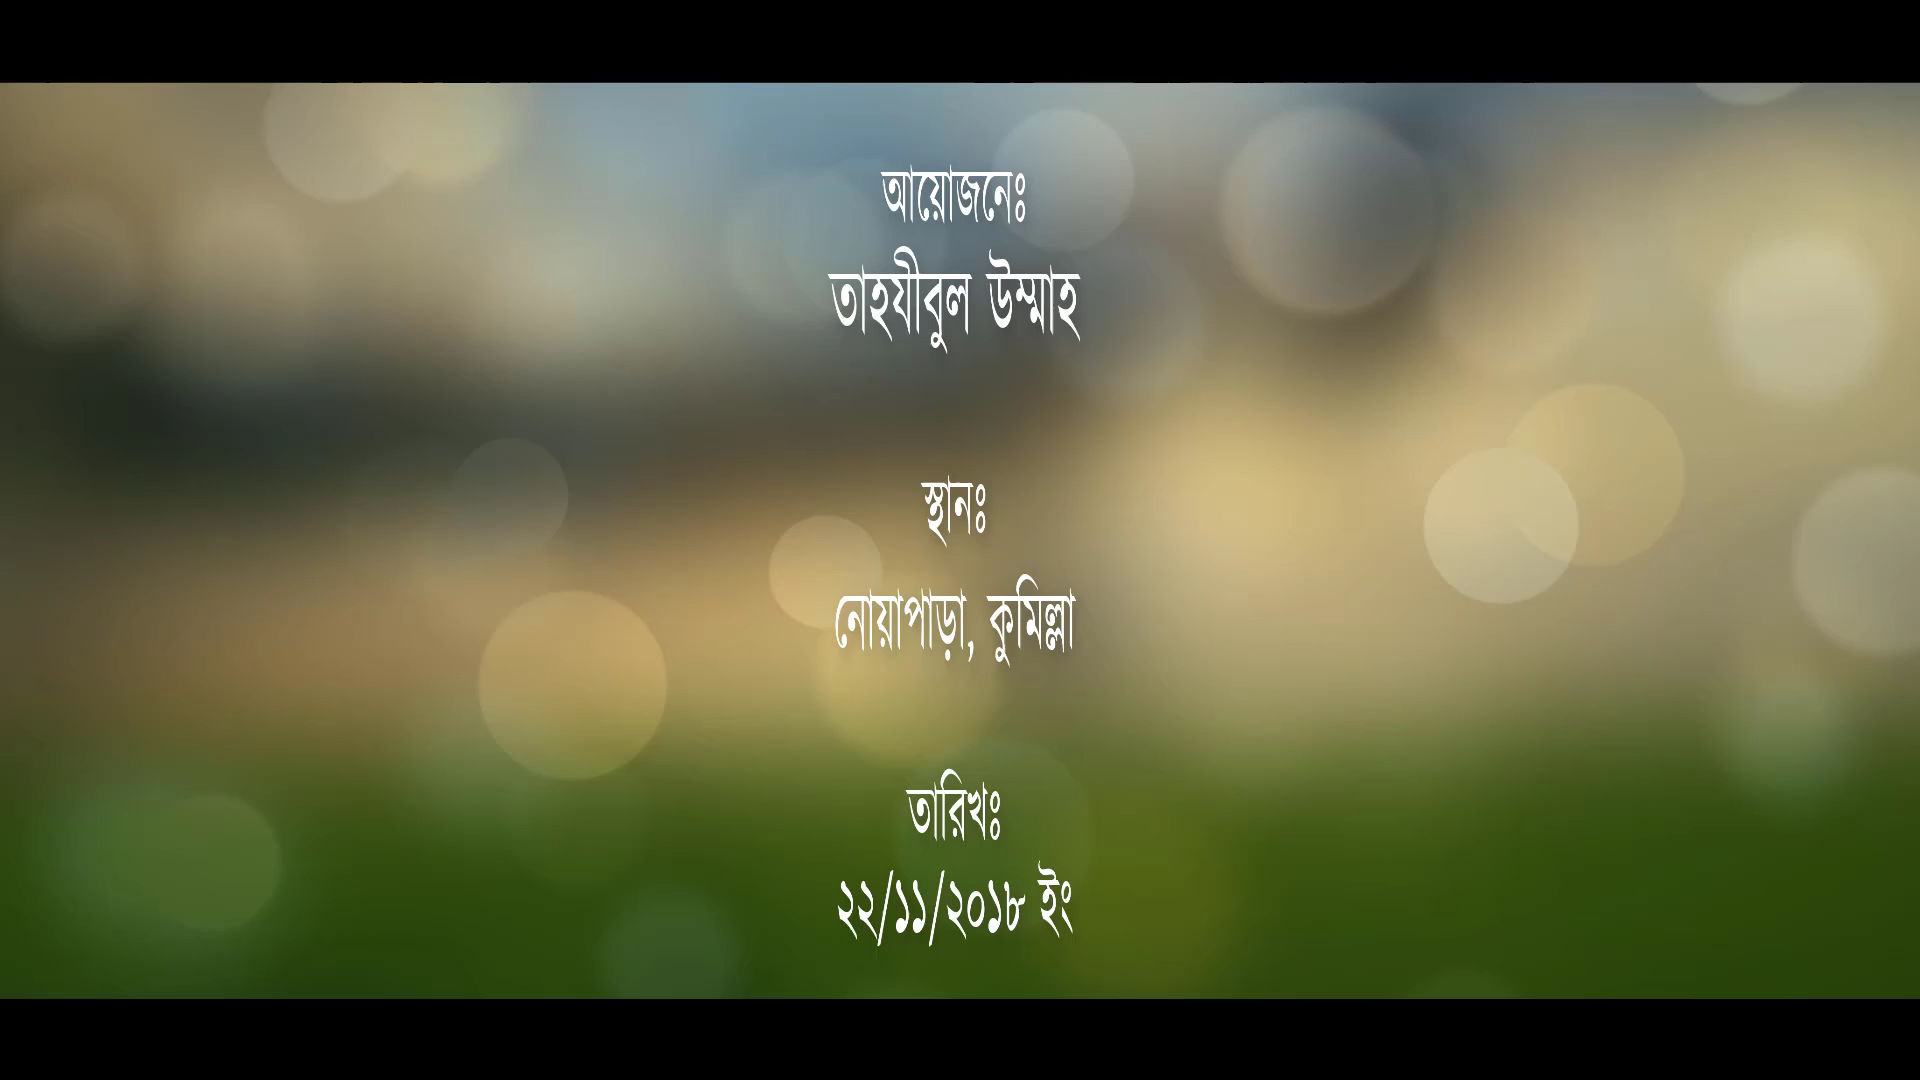 আয়োজনেঃ
তাহযীবুল উম্মাহ
স্থানঃ
নোয়াপাড়া, কুমিল্লা
তারিখঃ
২২/১১/২০১৮ ইং